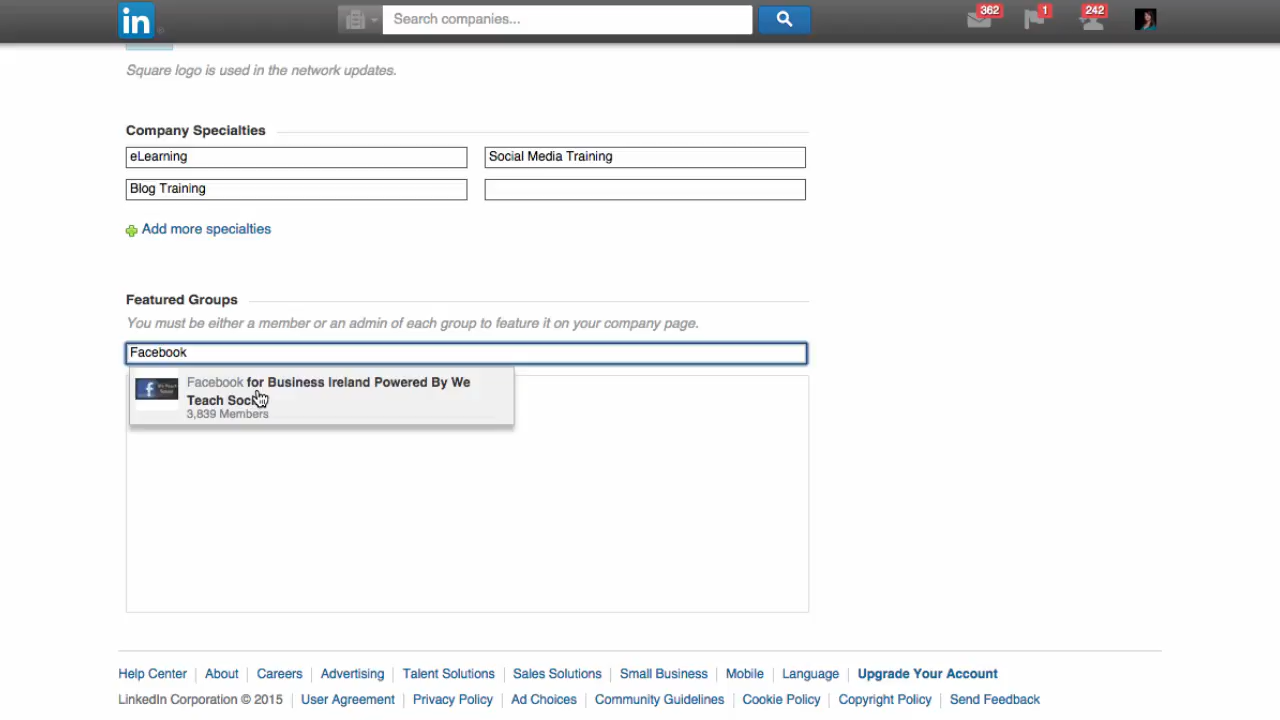 in
Search companies...
362
1
242
Square logo is used in the network updates.
Company Specialties
eLearning
Social Media Training
Blog Training
Add more specialties
Featured Groups
You must be either a member or an admin of each group to feature it on your company page.
Facebook
Facebook for Business Ireland Powered By We
Teach
3,839 Members
Help Center
About
Careers
Advertising
Talent Solutions
Sales Solutions
Small Business
Mobile
Language
Upgrade Your Account
LinkedIn Corporation © 2015
User Agreement
Privacy Policy
Ad Choices
Community Guidelines
Cookie Policy
Copyright Policy
Send Feedback